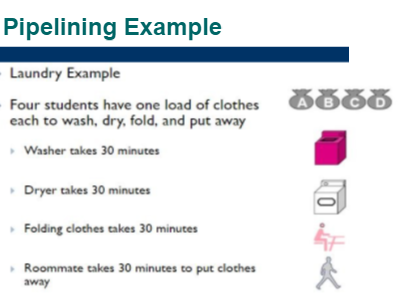 Pipelining Example
Laundry Example
Four students have one load of clothes
each to wash, dry, fold, and put away
A B C D
Washer takes 30 minutes
Dryer takes 30 minutes
Folding clothes takes 30 minutes
Roommate takes 30 minutes to put clothes
away